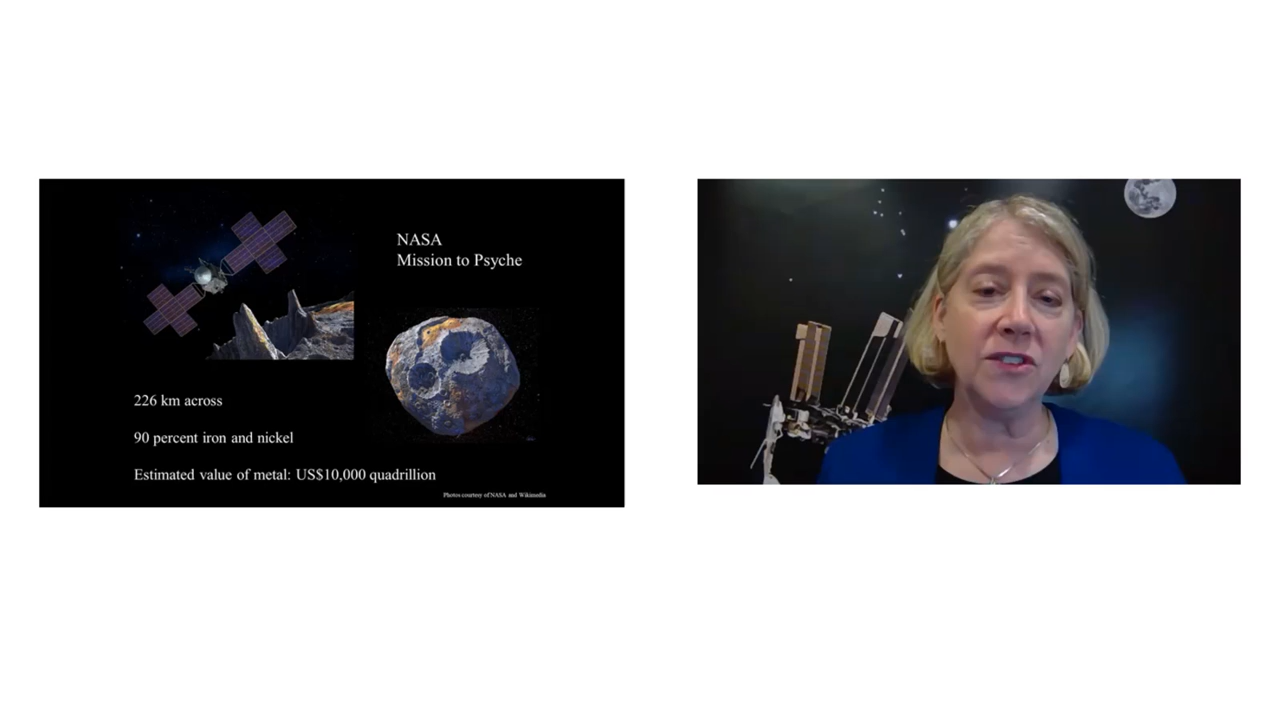 NASA
Mission to Psyche
226 km across
90 percent iron and nickel
Estimated value of metal: US$10,000 quadrillion
Photos courtesy of NASA and Wikimedia